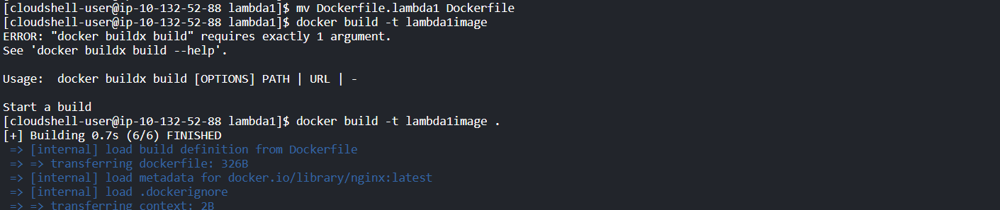 [cloudshell-user@ip-10-132-52-88 lambda1]$ mv Dockerfile.lambda1 Dockerfile
[cloudshell-user@ip-10-132-52-88 lambda1]$ docker build -t lambda1image
ERROR: "docker buildx build" requires exactly 1 argument.
See 'docker buildx build --help'.

Usage:  docker buildx build [OPTIONS] PATH | URL | -

Start a build
[cloudshell-user@ip-10-132-52-88 lambda1]$ docker build -t lambda1image .
[+] Building 0.7s (6/6) FINISHED
 => [internal] load build definition from Dockerfile
 => => transferring dockerfile: 326B
 => [internal] load metadata for docker.io/library/nginx:latest
 => [internal] load .dockerignore
 => => transferring context: 2B